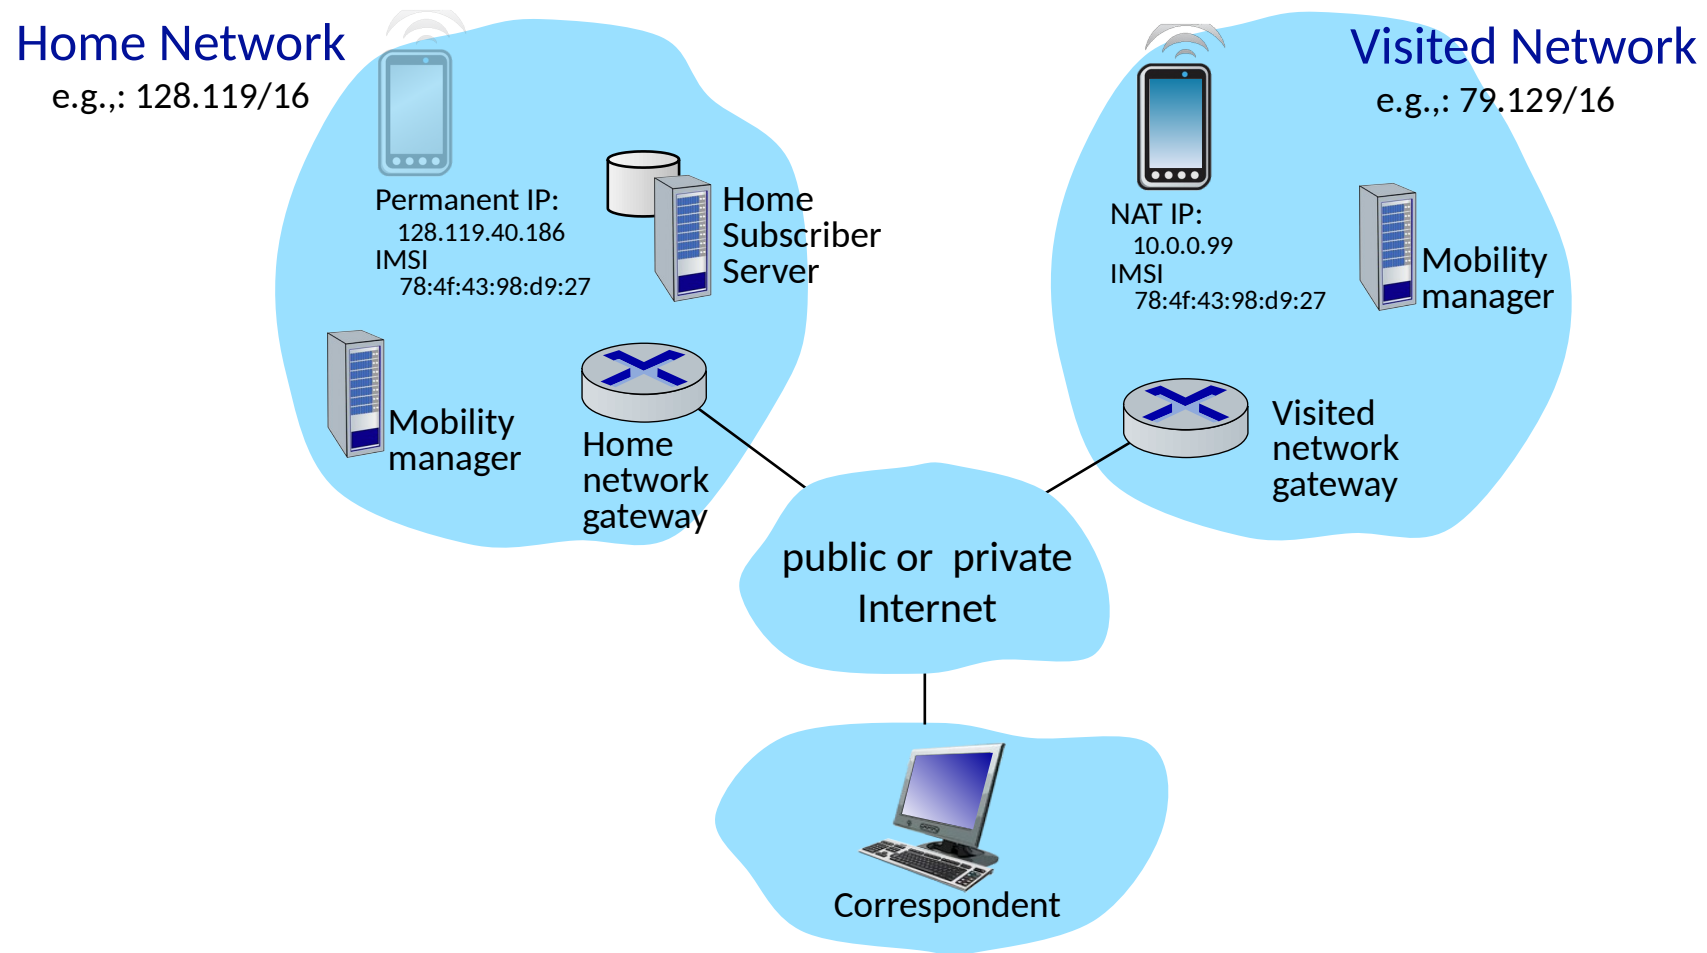 Home Network
e.g.,: 128.119/16
Permanent IP:
128.119.40.186
IMSI
78:4f:43:98:d9:27
Home
Subscriber
Server
Mobility
manager
Home
network
gateway
Visited Network
e.g.,: 79.129/16
NAT IP:
10.0.0.99
IMSI
78:4f:43:98:d9:27
Mobility
manager
Visited
network
gateway
public or  private
Internet
Correspondent